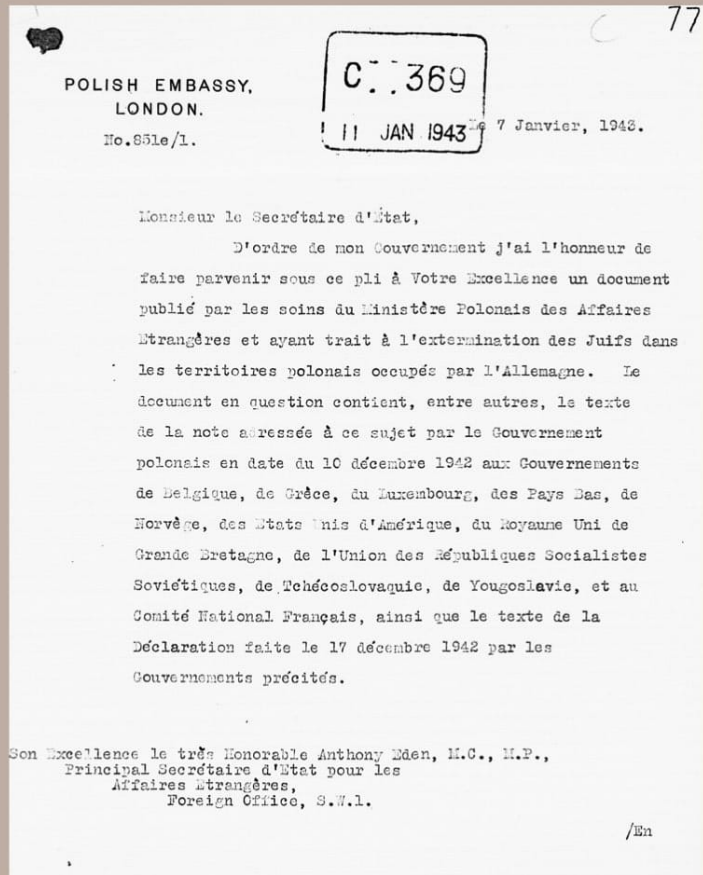 77
POLISH EMBASSY,
LONDON.
No.851e/1.
C 369
11 JAN 1943
Le 7 Janvier, 1943.
Monsieur le Secrétaire d'État,
D'ordre de mon Gouvernement j'ai l'honneur de
faire parvenir sous ce pli à Votre Excellence un document
publié par les soins du Ministère Polonais des Affaires
Etrangères et ayant trait à l'extermination des Juifs dans
les territoires polonais occupés par l'Allemagne. Le
document en question contient, entre autres, le texte
de la note adressée à ce sujet par le Gouvernement
polonais en date du 10 décembre 1942 aux Gouvernements
de Belgique, de Grèce, du Luxembourg, des Pays Bas, de
Norvège, des Etats Unis d'Amérique, du Royaume Uni de
Grande Bretagne, de l'Union des Républiques Socialistes
Soviétiques, de Tchécoslovaquie, de Yougoslavie, et au
Comité National Français, ainsi que le texte de la
Déclaration faite le 17 décembre 1942 par les
Gouvernements précités.
Son Excellence le très Honorable Anthony Eden, M.C., M.P.,
Principal Secrétaire d'Etat pour les
Affaires Etrangères,
Foreign Office, S.W.1.
/En